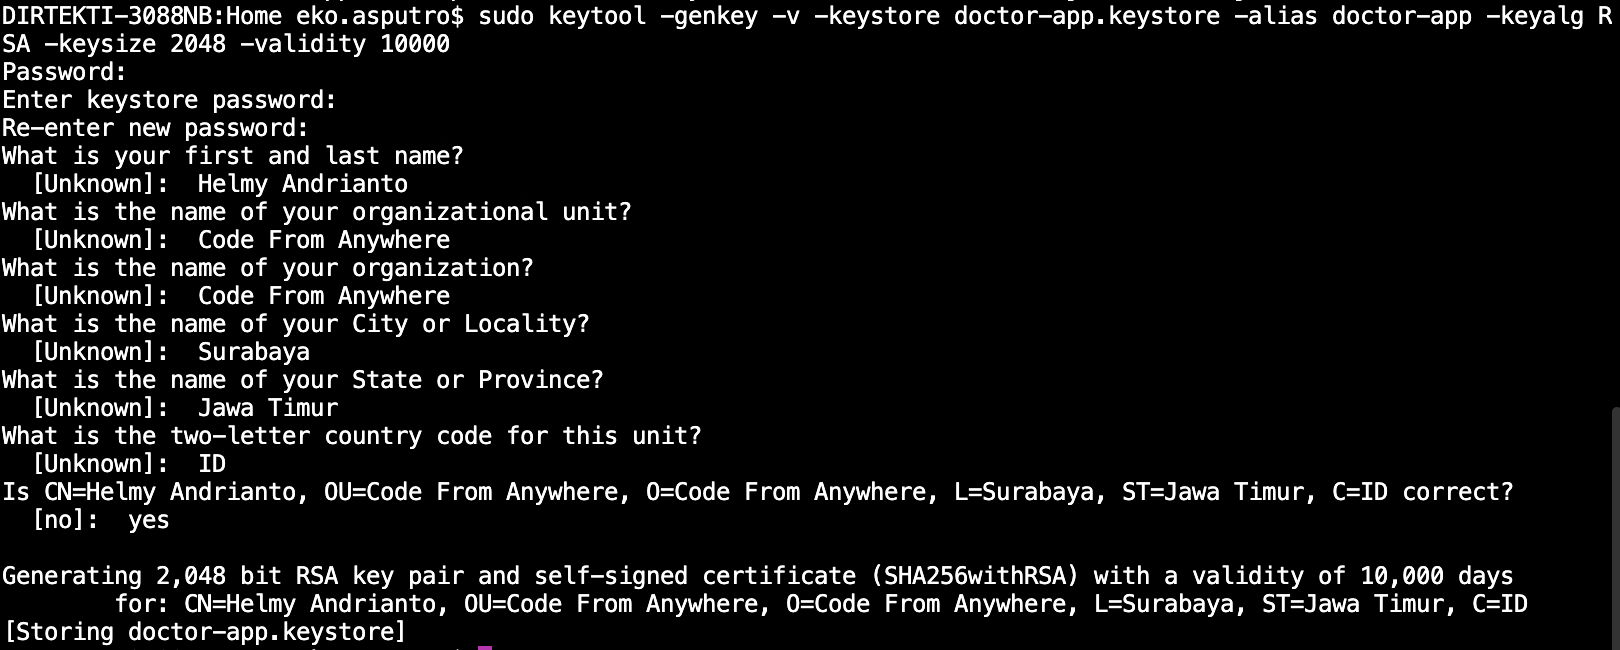 DIRTEKTI-3088NB:Home eko.asputro$ sudo keytool -genkey -v -keystore doctor-app.keystore -alias doctor-app -keyalg R
SA -keysize 2048 -validity 10000
Password:
Enter keystore password:
Re-enter new password:
What is your first and last name?
  [Unknown]:  Helmy Andrianto
What is the name of your organizational unit?
  [Unknown]:  Code From Anywhere
What is the name of your organization?
  [Unknown]:  Code From Anywhere
What is the name of your City or Locality?
  [Unknown]:  Surabaya
What is the name of your State or Province?
  [Unknown]:  Jawa Timur
What is the two-letter country code for this unit?
  [Unknown]:  ID
Is CN=Helmy Andrianto, OU=Code From Anywhere, O=Code From Anywhere, L=Surabaya, ST=Jawa Timur, C=ID correct?
  [no]:  yes
Generating 2,048 bit RSA key pair and self-signed certificate (SHA256withRSA) with a validity of 10,000 days
        for: CN=Helmy Andrianto, OU=Code From Anywhere, O=Code From Anywhere, L=Surabaya, ST=Jawa Timur, C=ID
[Storing doctor-app.keystore]